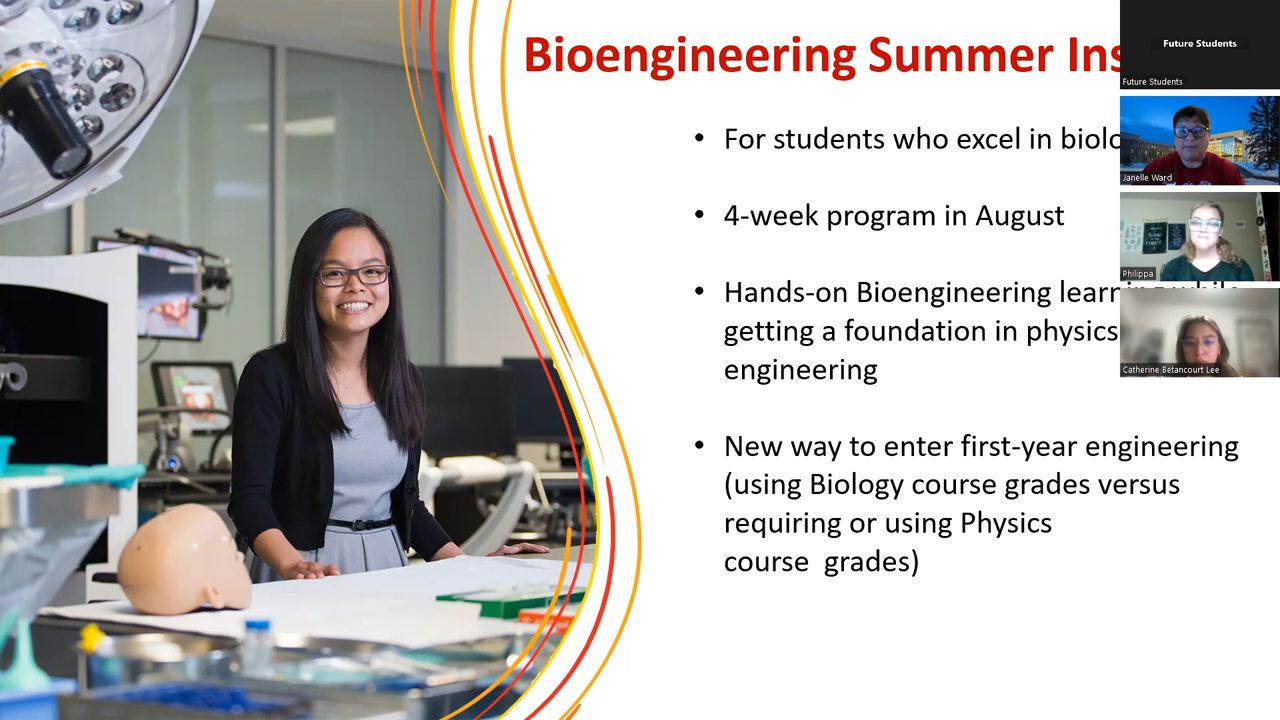 Bioengineering Summer Ins
• For students who excel in biolo
• 4-week program in August
• Hands-on Bioengineering learning while
getting a foundation in physics
engineering
• New way to enter first-year engineering
(using Biology course grades versus
requiring or using Physics
course grades)
Future Students
Future Students
Janelle Ward
Philippa
Catherine Betancourt Lee